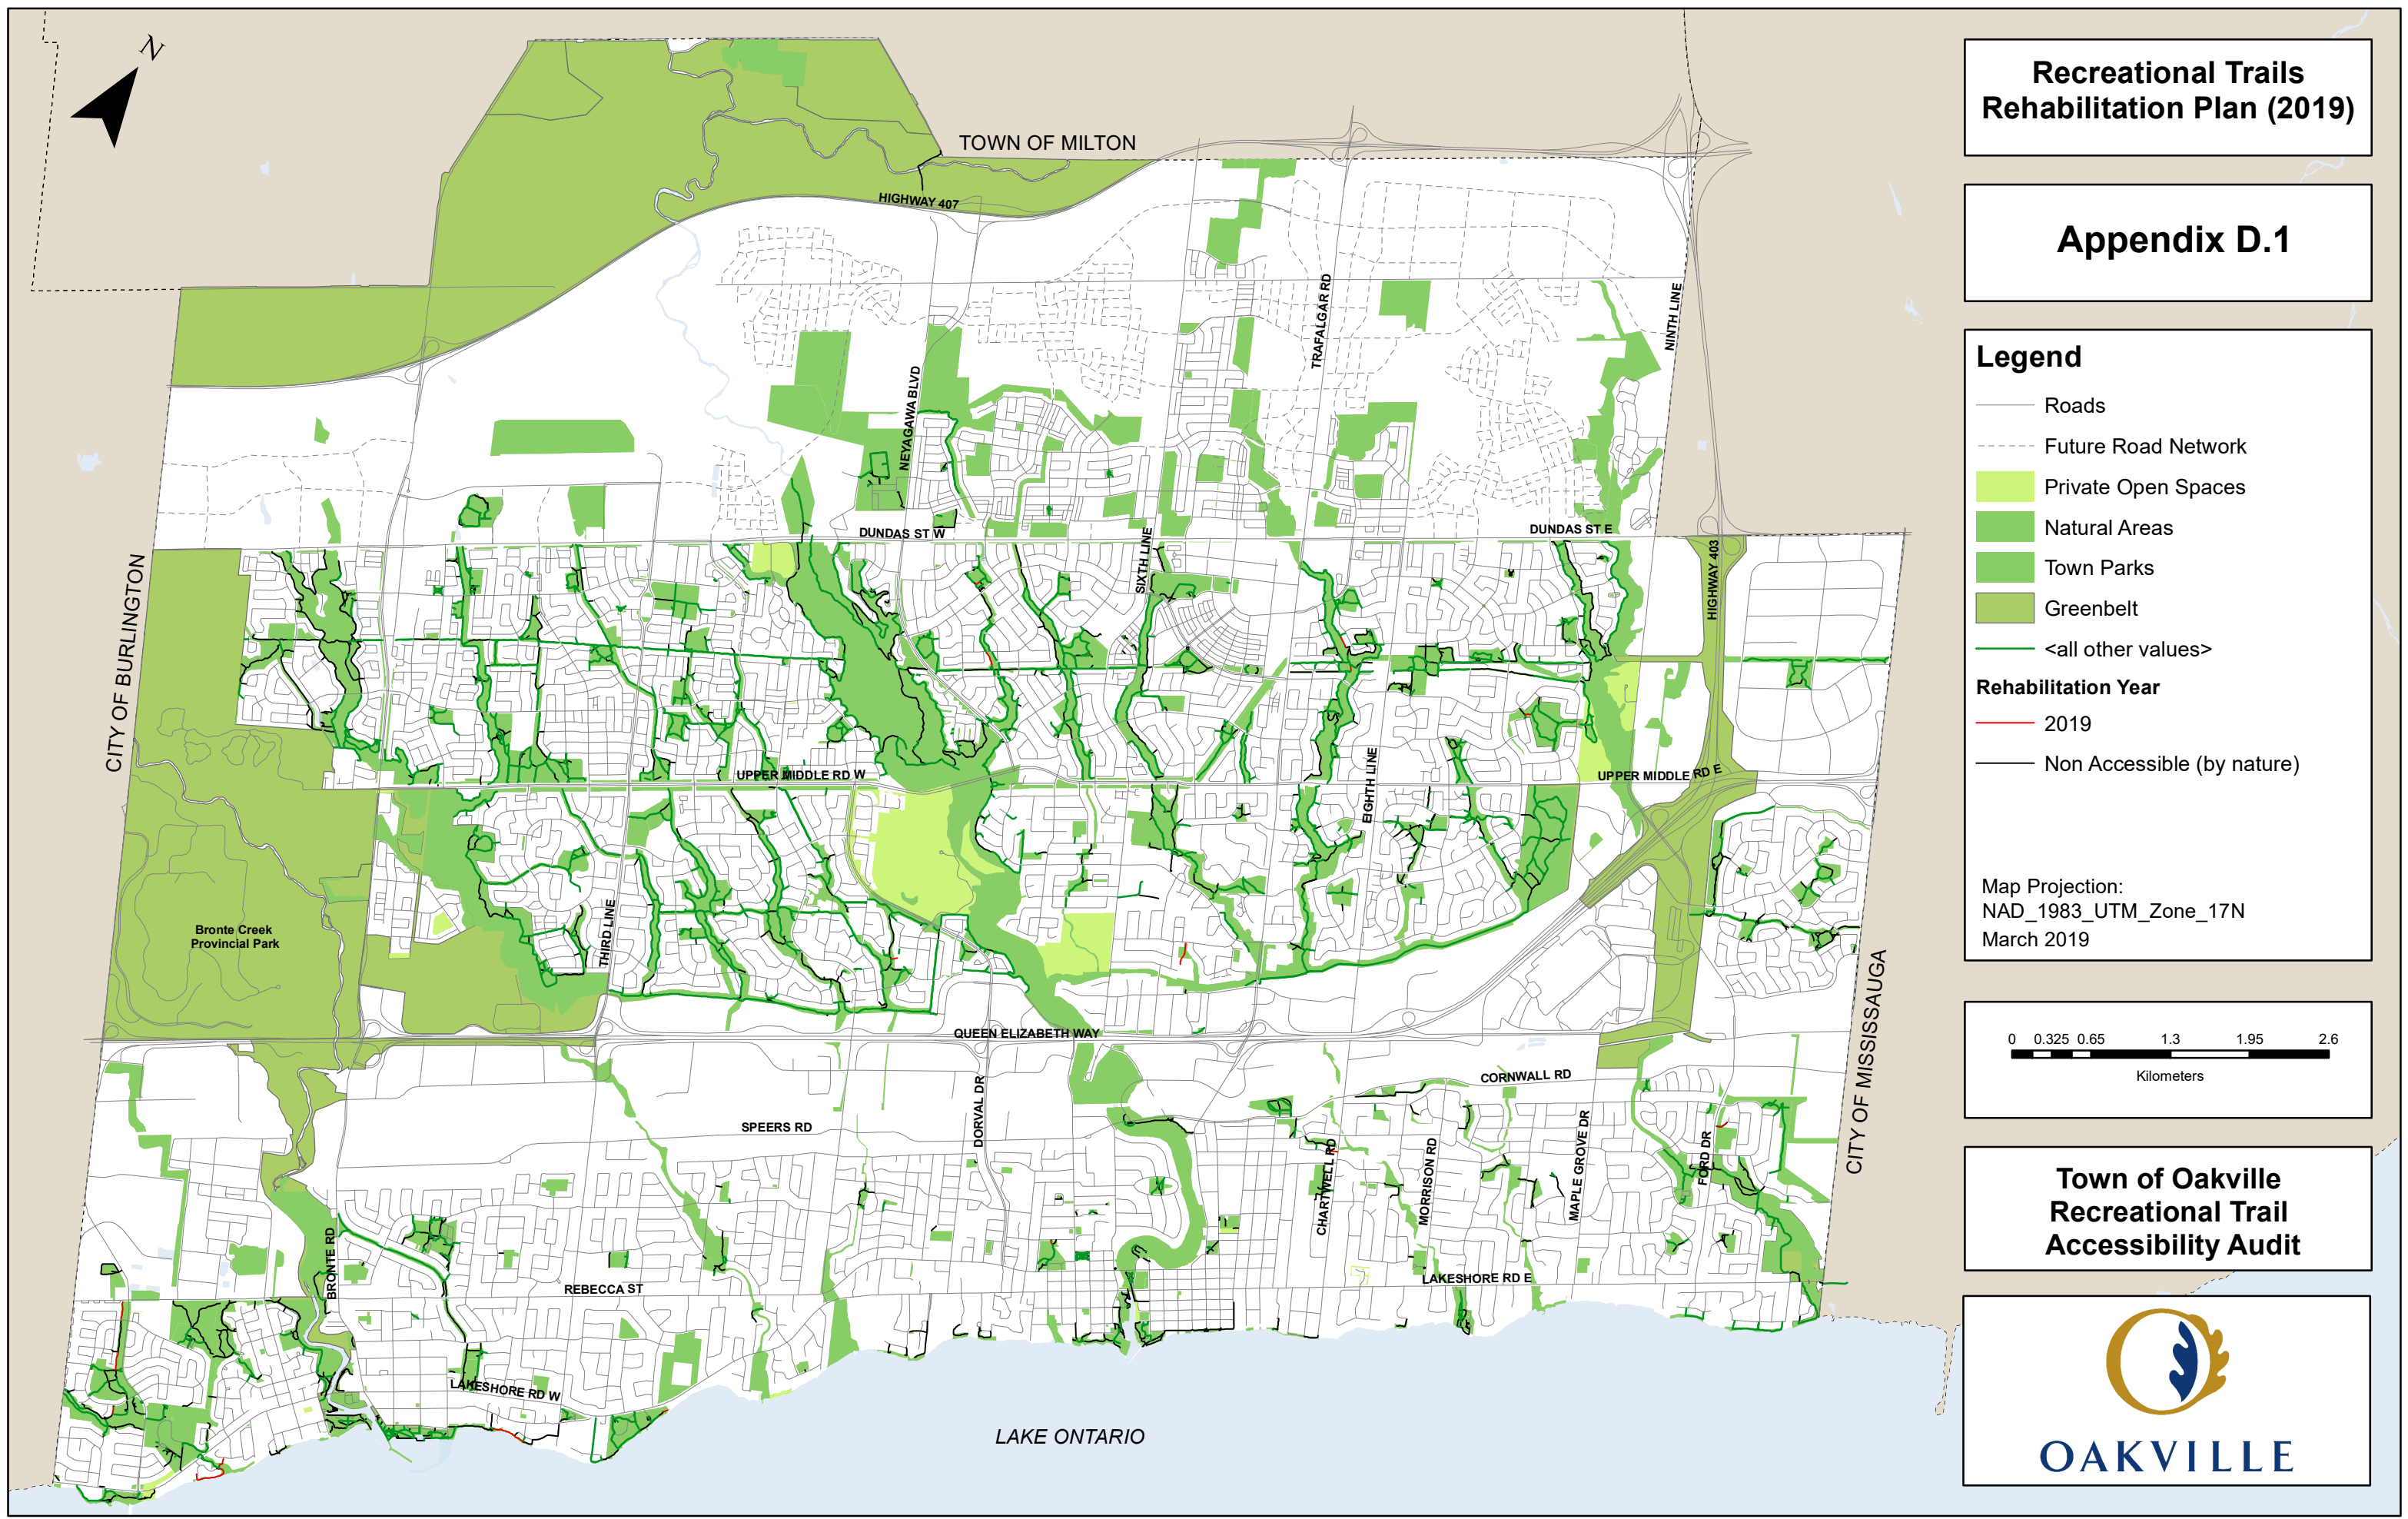 N
TOWN OF MILTON
HIGHWAY 407
TRAFALGAR RD
NINTH LINE
NEYAGAWA BLVD
DUNDAS ST W
SIXTH LINE
DUNDAS ST E
HIGHWAY 403
CITY OF BURLINGTON
UPPER MIDDLE RD W
EIGHTH LINE
UPPER MIDDLE RD E
Bronte Creek
Provincial Park
THIRD LINE
QUEEN ELIZABETH WAY
CITY OF MISSISSAUGA
CORNWALL RD
SPEERS RD
DORVAL DR
CHARTWELL RD
MORRISON RD
MAPLE GROVE DR
FORD DR
BRONTE RD
REBECCA ST
LAKESHORE RD E
LAKESHORE RD W
LAKE ONTARIO
Recreational Trails
Rehabilitation Plan (2019)
Appendix D.1
Legend
Roads
Future Road Network
Private Open Spaces
Natural Areas
Town Parks
Greenbelt
<all other values>
Rehabilitation Year
2019
Non Accessible (by nature)
Map Projection:
NAD_1983_UTM_Zone_17N
March 2019
0 0.325 0.65 1.3 1.95 2.6
Kilometers
Town of Oakville
Recreational Trail
Accessibility Audit
OAKVILLE